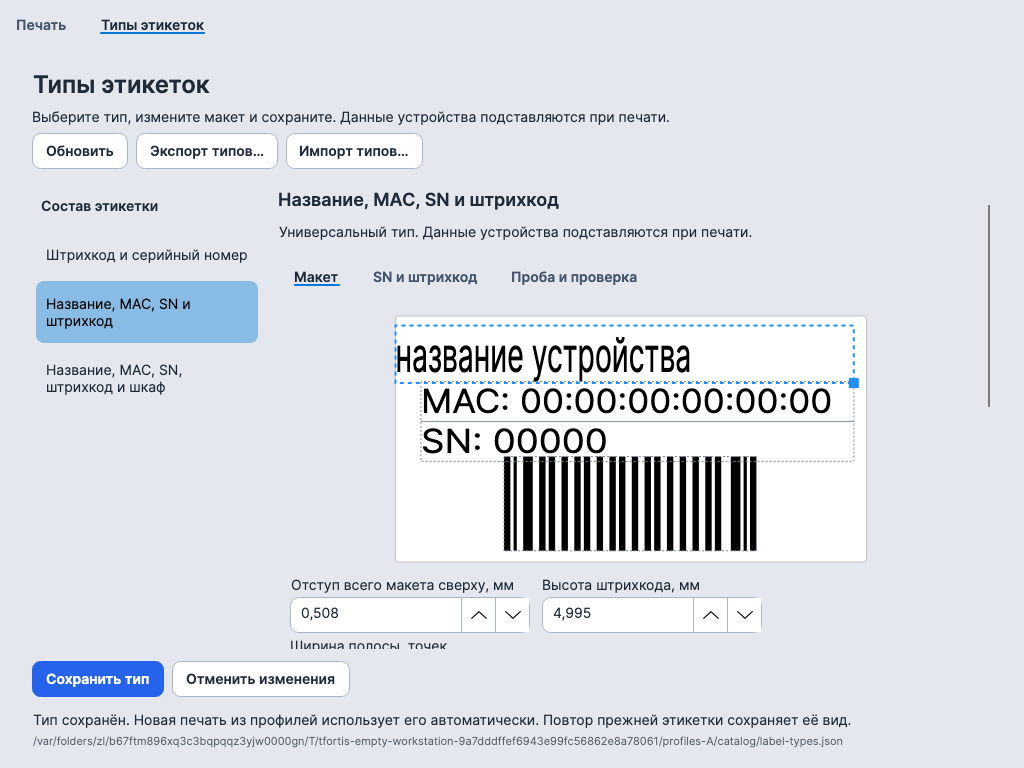 Печать
Типы этикеток
Типы этикеток
Выберите тип, измените макет и сохраните. Данные устройства подставляются при печати.
Обновить
Экспорт типов...
Импорт типов...
Состав этикетки
Штрихкод и серийный номер
Название, MAC, SN и
штрихкод
Название, MAC, SN,
штрихкод и шкаф
Название, MAC, SN и штрихкод
Универсальный тип. Данные устройства подставляются при печати.
Макет
SN и штрихкод
Проба и проверка
название устройства
MAC: 00:00:00:00:00:00
SN: 00000
Отступ всего макета сверху, мм
Высота штрихкода, мм
0,508
4,995
Ширина полосы, точек
Сохранить тип
Отменить изменения
Тип сохранён. Новая печать из профилей использует его автоматически. Повтор прежней этикетки сохраняет её вид.
/var/folders/zl/b67ftm896xq3c3bqpqqz3yjw0000gn/T/tfortis-empty-workstation-9a7dddffef6943e99fc56862e8a78061/profiles-A/catalog/label-types.json